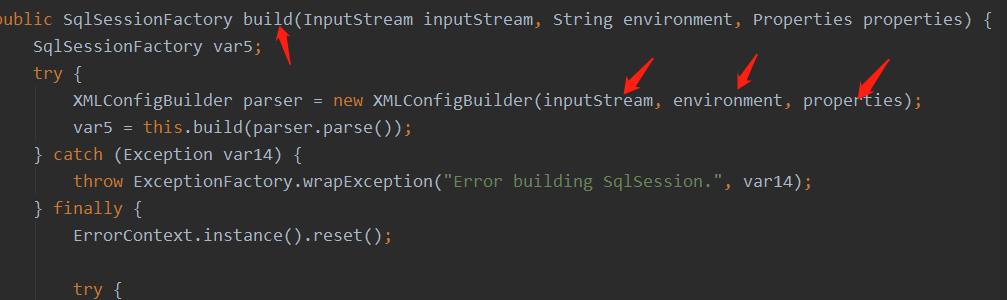 public SqlSessionFactory build(InputStream inputStream, String environment, Properties properties) {
SqlSessionFactory var5;
try {
XMLConfigBuilder parser = new XMLConfigBuilder(inputStream, environment, properties);
var5 = this.build(parser.parse());
} catch (Exception var14) {
throw ExceptionFactory.wrapException("Error building SqlSession.", var14);
} finally {
ErrorContext.instance().reset();
try {